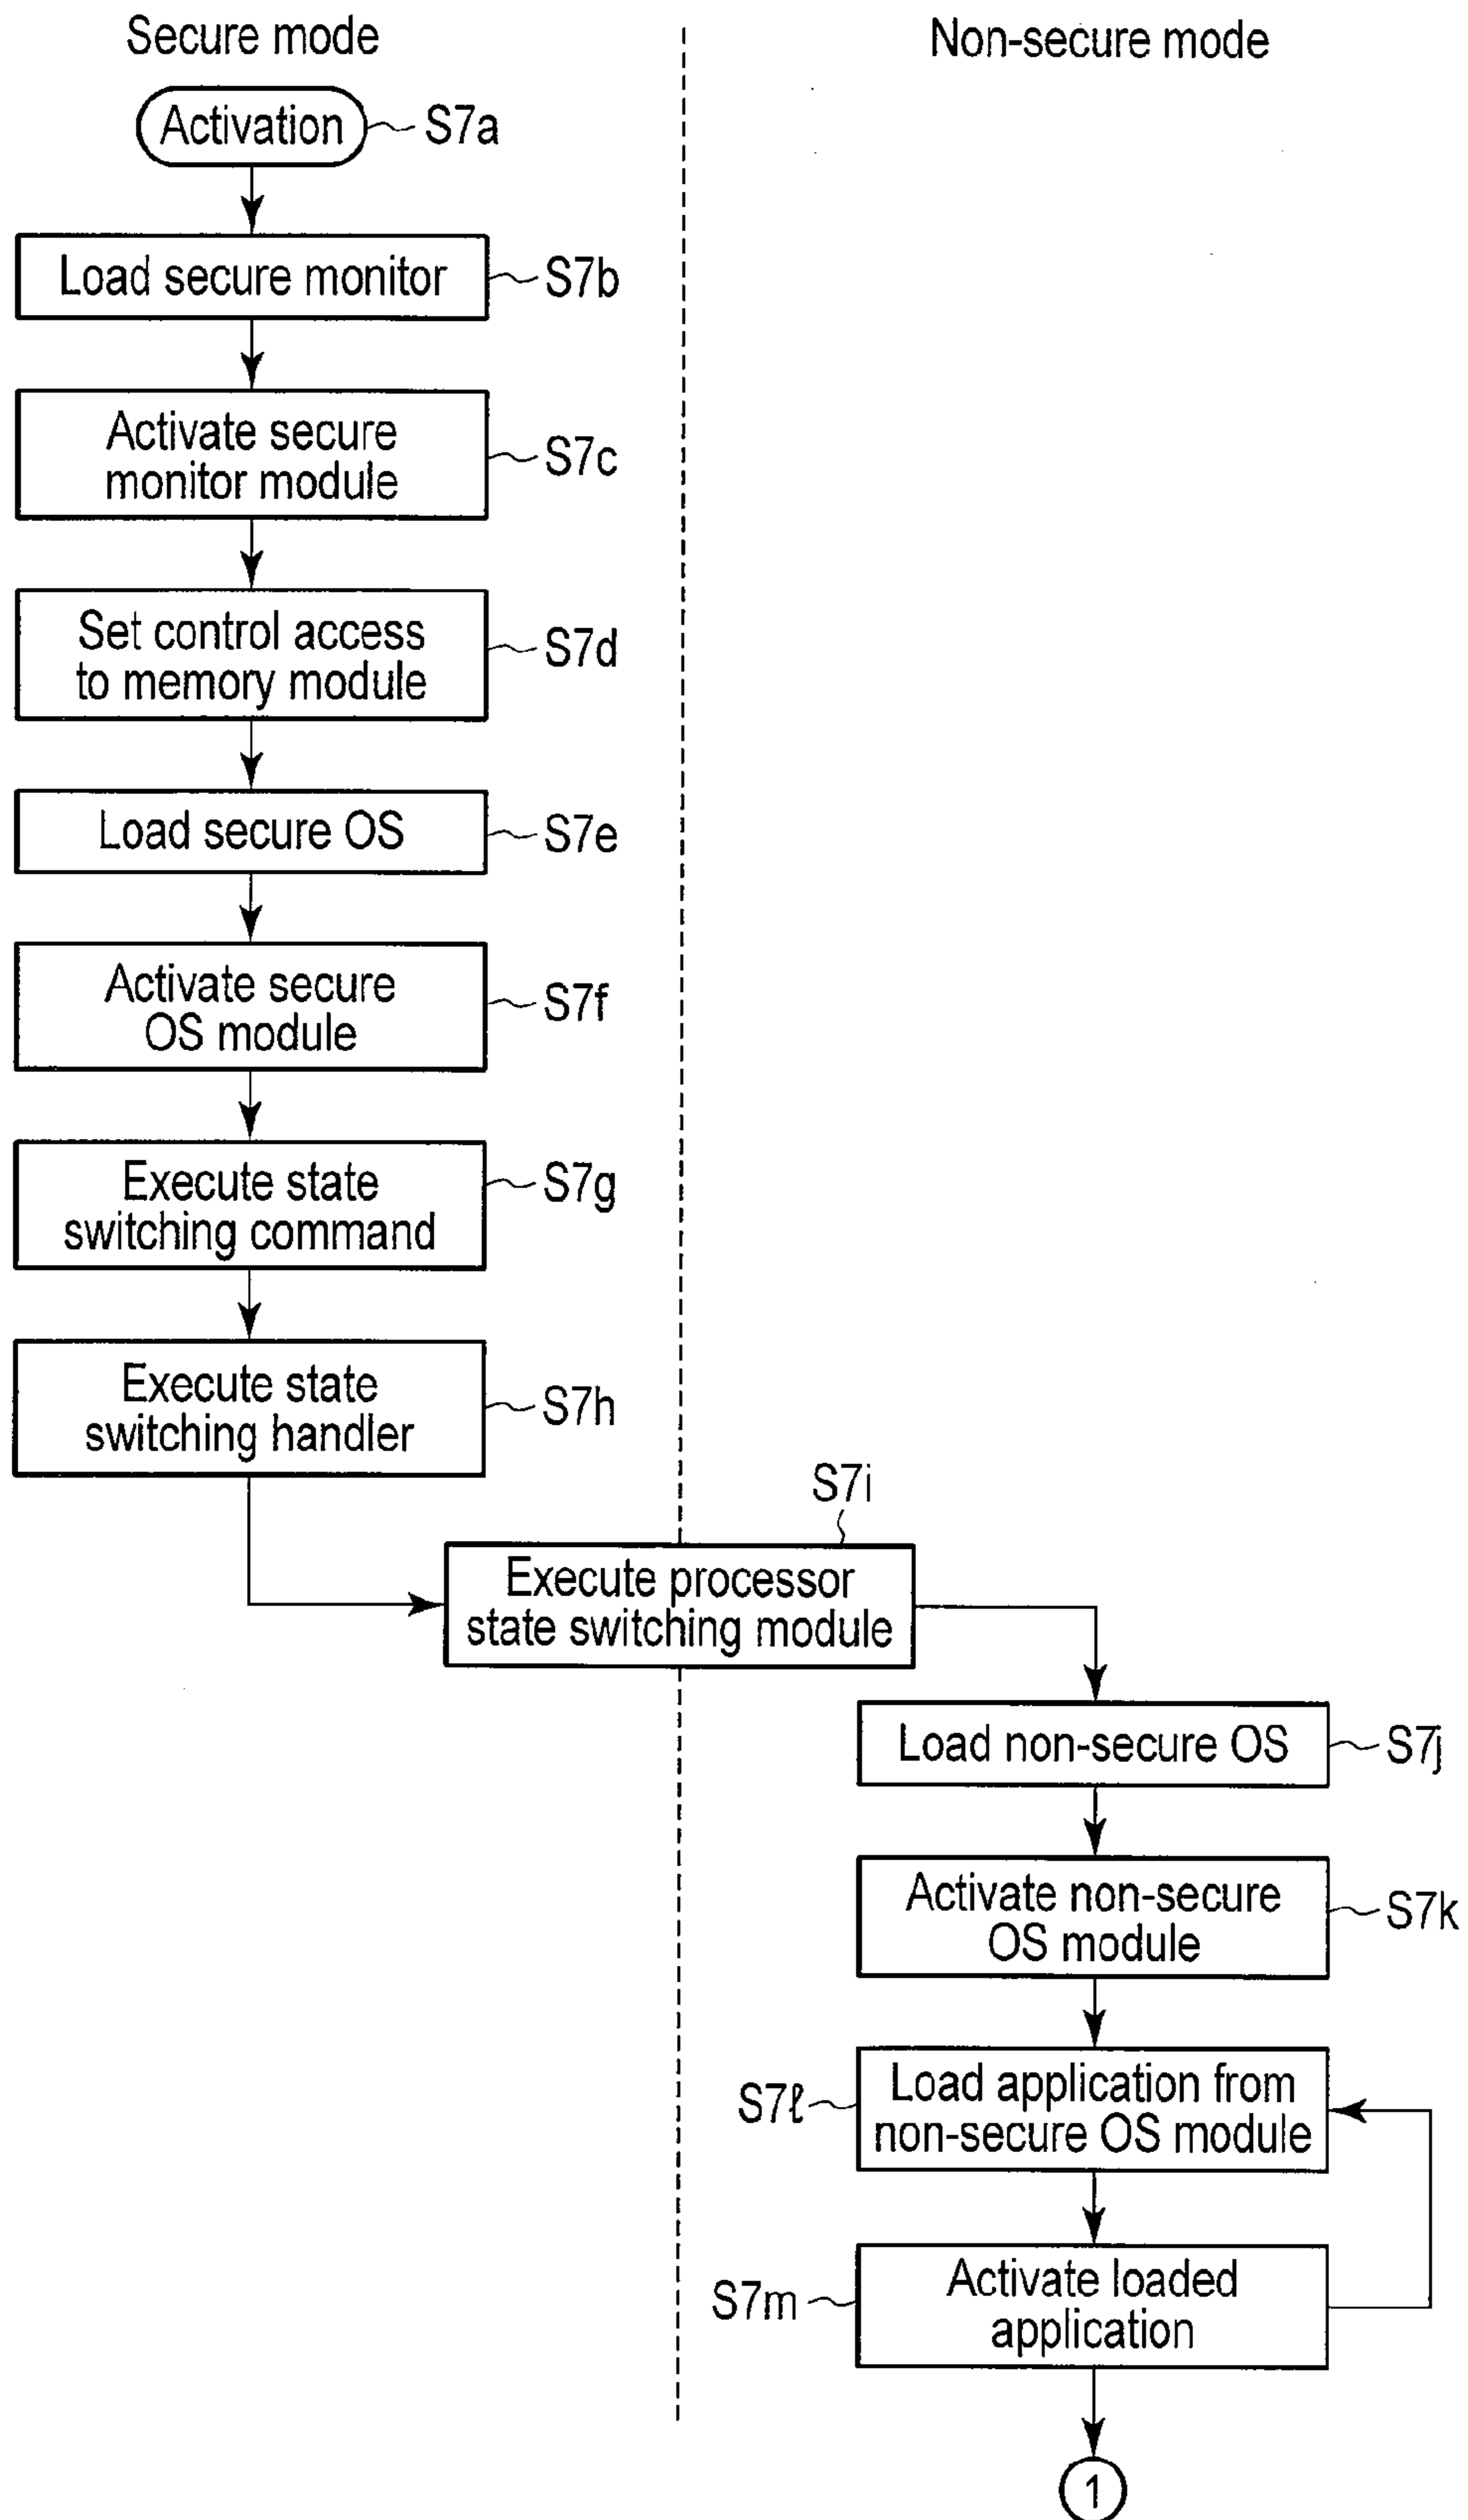 Secure mode
Non-secure mode
Activation
S7a
Load secure monitor
S7b
Activate secure
monitor module
S7c
Set control access
to memory module
S7d
Load secure OS
S7e
Activate secure
OS module
S7f
Execute state
switching command
S7g
Execute state
switching handler
S7h
S7i
Execute processor
state switching module
Load non-secure OS
S7j
Activate non-secure
OS module
S7k
S7ℓ
Load application from
non-secure OS module
S7m
Activate loaded
application
1